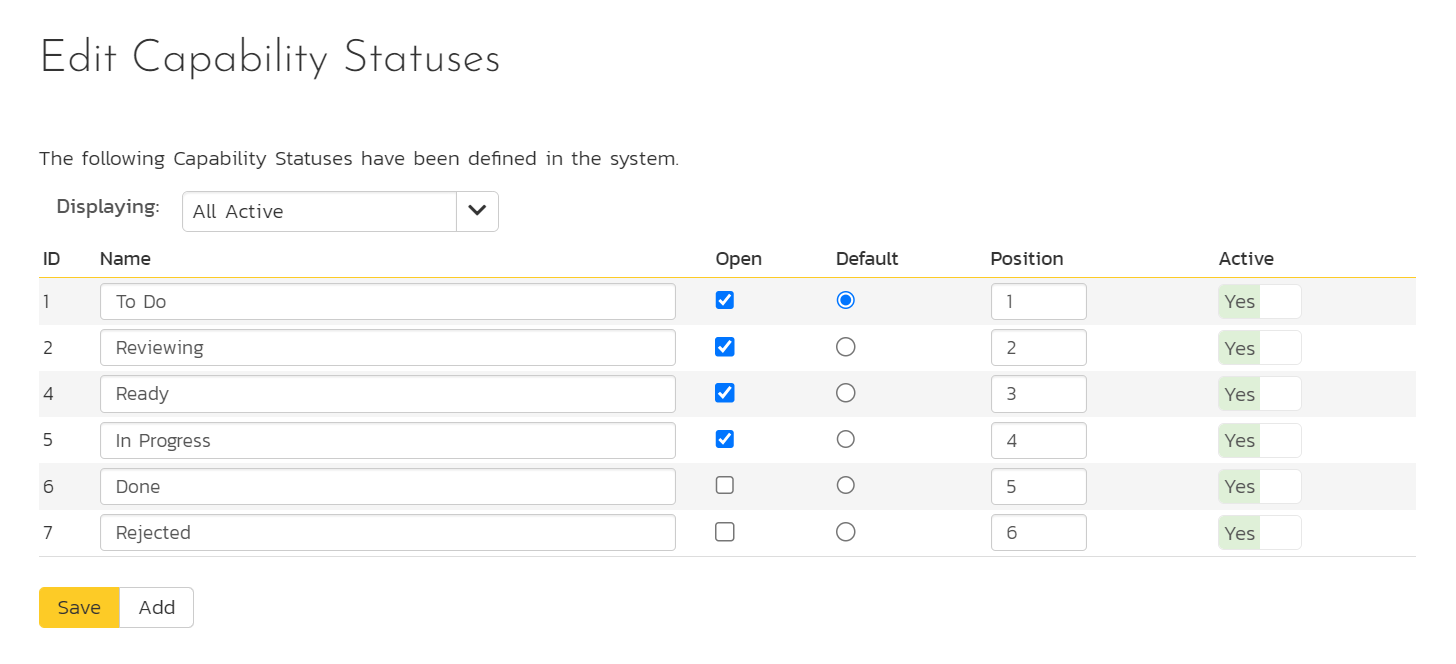 Edit Capability Statuses
The following Capability Statuses have been defined in the system.
Displaying: All Active
ID Name Open Default Position Active
1 To Do 1 Yes
2 Reviewing 2 Yes
4 Ready 3 Yes
5 In Progress 4 Yes
6 Done 5 Yes
7 Rejected 6 Yes
Save Add